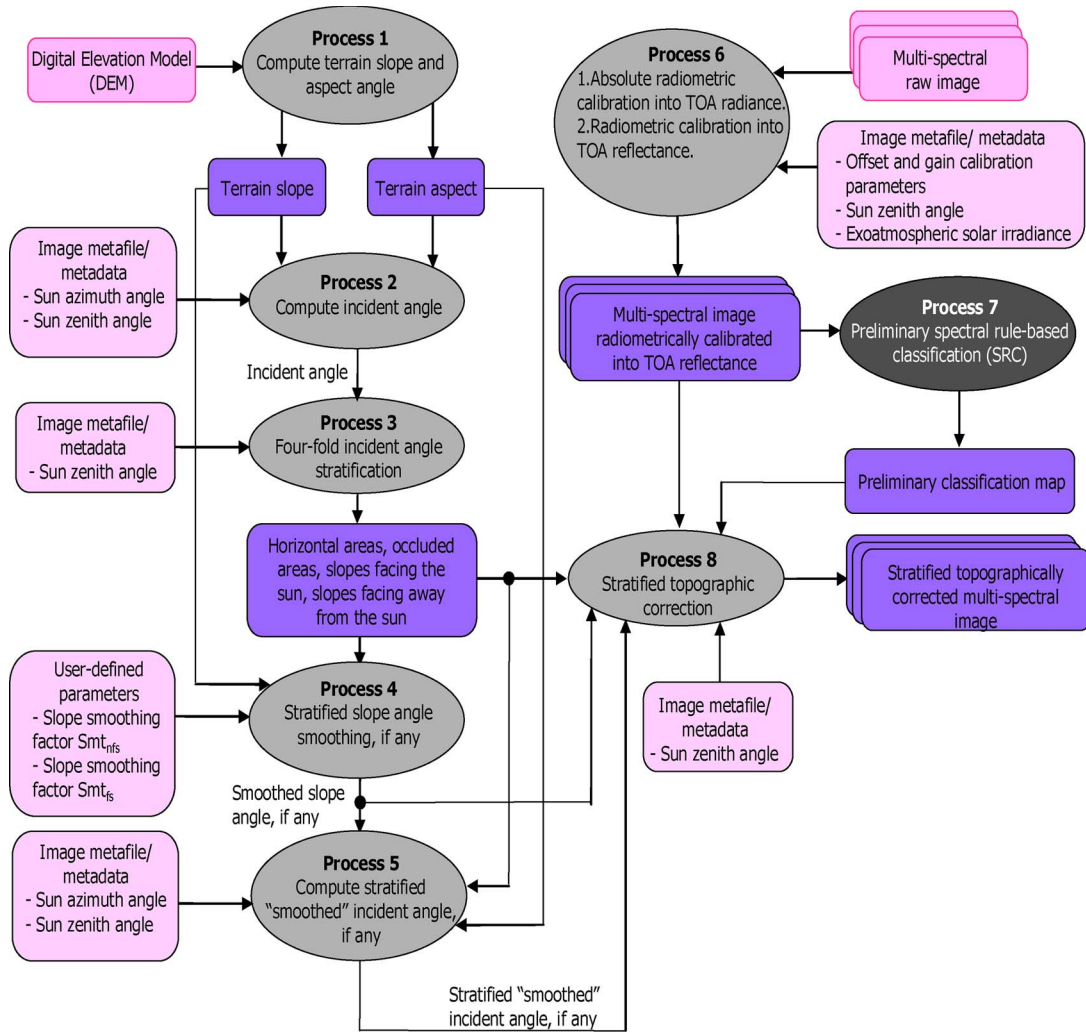 Digital Elevation Model
(DEM)
Process 1
Compute terrain slope and
aspect angle
Terrain slope
Terrain aspect
Image metafile/
metadata
- Sun azimuth angle
- Sun zenith angle
Process 2
Compute incident angle
Incident angle
Image metafile/
metadata
- Sun zenith angle
Process 3
Four-fold incident angle
stratification
Horizontal areas, occluded
areas, slopes facing the
sun, slopes facing away
from the sun
User-defined
parameters
- Slope smoothing
factor Smtnfs
- Slope smoothing
factor Smtfs
Process 4
Stratified slope angle
smoothing, if any
Smoothed slope
angle, if any
Image metafile/
metadata
- Sun azimuth angle
- Sun zenith angle
Process 5
Compute stratified
“smoothed” incident angle,
if any
Stratified “smoothed”
incident angle, if any
Process 6
1.Absolute radiometric
calibration into TOA radiance.
2.Radiometric calibration into
TOA reflectance.
Multi-spectral
raw image
Image metafile/ metadata
- Offset and gain calibration
parameters
- Sun zenith angle
- Exoatmospheric solar irradiance
Multi-spectral image
radiometrically calibrated
into TOA reflectance
Process 7
Preliminary spectral rule-based
classification (SRC)
Preliminary classification map
Process 8
Stratified topographic
correction
Stratified topographically
corrected multi-spectral
image
Image metafile/
metadata
- Sun zenith angle